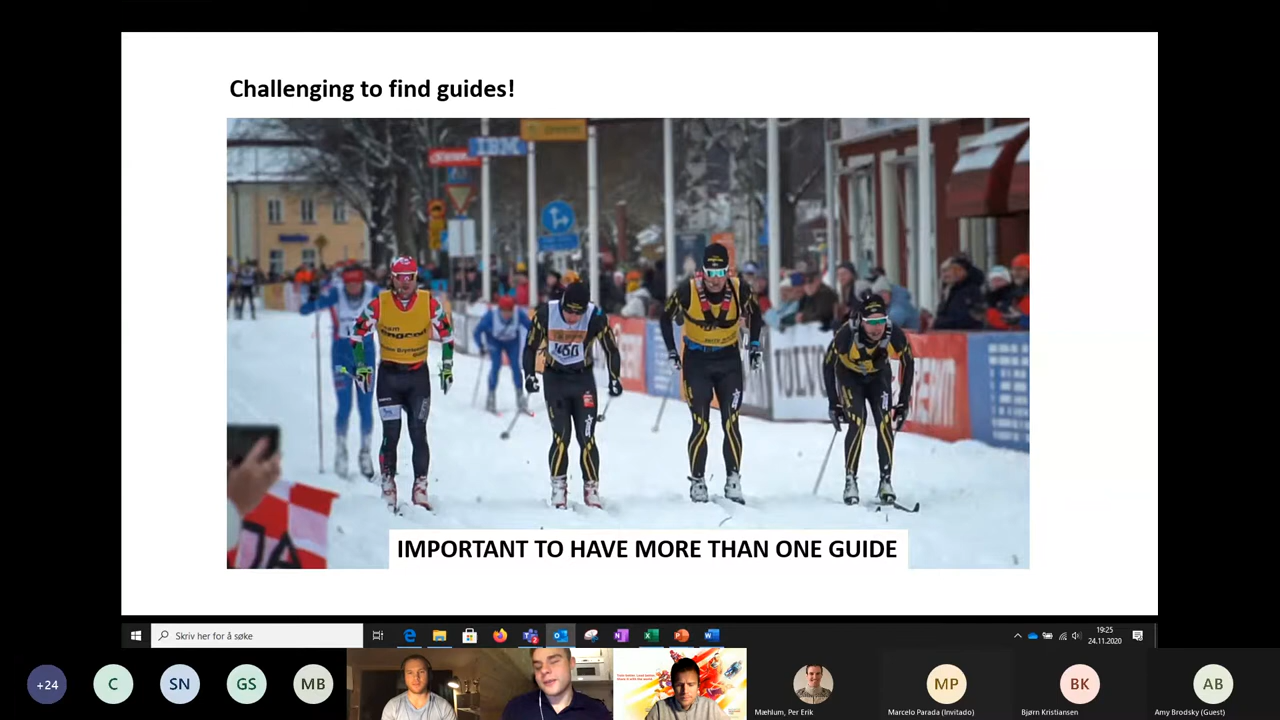 Challenging to find guides!
IBM
1450
IMPORTANT TO HAVE MORE THAN ONE GUIDE
Skriv her for å søke
19:25
24.11.2020
+24
C
SN
GS
MB
MP
BK
AB
Mæhlum, Per Erik
Marcelo Parada (Invitado)
Bjørn Kristiansen
Amy Brodsky (Guest)